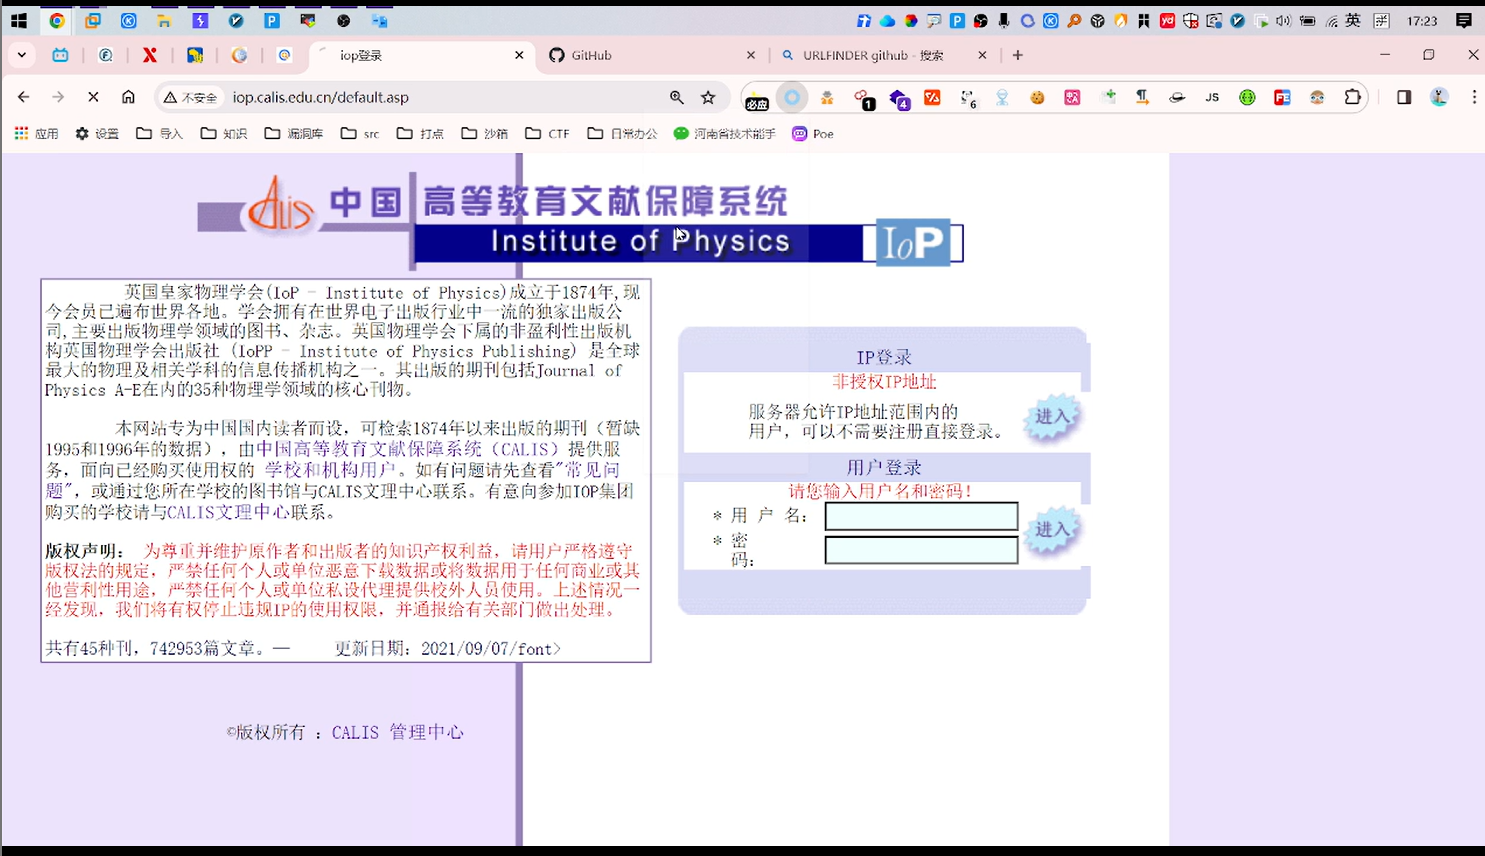 英
拼
17:23
iop登录
GitHub
URLFINDER github - 搜索
不安全
iop.calis.edu.cn/default.asp
必应
1
4
6
JS
应用
设置
导入
知识
漏洞库
src
打点
沙箱
CTF
日常办公
河南省技术能手
Poe
中国高等教育文献保障系统
Institute of Physics
IoP
英国皇家物理学会(IoP - Institute of Physics)成立于1874年,现
今会员已遍布世界各地。学会拥有在世界电子出版行业中一流的独家出版公
司,主要出版物理学领域的图书、杂志。英国物理学会下属的非盈利性出版机
构英国物理学会出版社 (IoPP - Institute of Physics Publishing) 是全球
最大的物理及相关学科的信息传播机构之一。其出版的期刊包括Journal of
Physics A-E在内的35种物理学领域的核心刊物。
本网站专为中国国内读者而设，可检索1874年以来出版的期刊（暂缺
1995和1996年的数据），由中国高等教育文献保障系统（CALIS）提供服
务，面向已经购买使用权的 学校和机构用户。如有问题请先查看"常见问
题"，或通过您所在学校的图书馆与CALIS文理中心联系。有意向参加IOP集团
购买的学校请与CALIS文理中心联系。
版权声明： 为尊重并维护原作者和出版者的知识产权利益，请用户严格遵守
版权法的规定，严禁任何个人或单位恶意下载数据或将数据用于任何商业或其
他营利性用途，严禁任何个人或单位私设代理提供校外人员使用。上述情况一
经发现，我们将有权停止违规IP的使用权限，并通报给有关部门做出处理。
共有45种刊，742953篇文章。— 更新日期：2021/09/07/font>
©版权所有 ：CALIS 管理中心
IP登录
非授权IP地址
服务器允许IP地址范围内的
用户，可以不需要注册直接登录。
进入
用户登录
请您输入用户名和密码!
* 用 户 名:
* 密
码:
进入